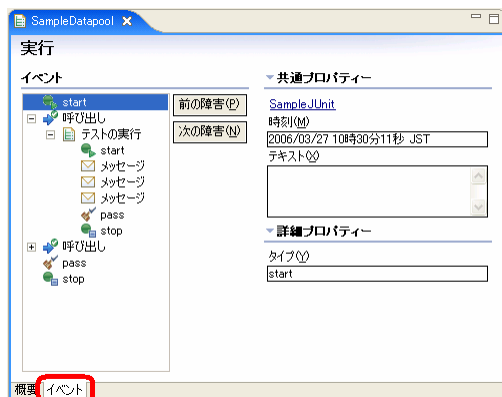 SampleDatapool
実行
イベント
start
呼び出し
テストの実行
start
メッセージ
メッセージ
メッセージ
pass
stop
呼び出し
pass
stop
前の障害(P)
次の障害(N)
共通プロパティー
SampleJUnit
時刻(M)
2006/03/27 10時30分11秒 JST
テキスト(X)
詳細プロパティー
タイプ(Y)
start
概要
イベント